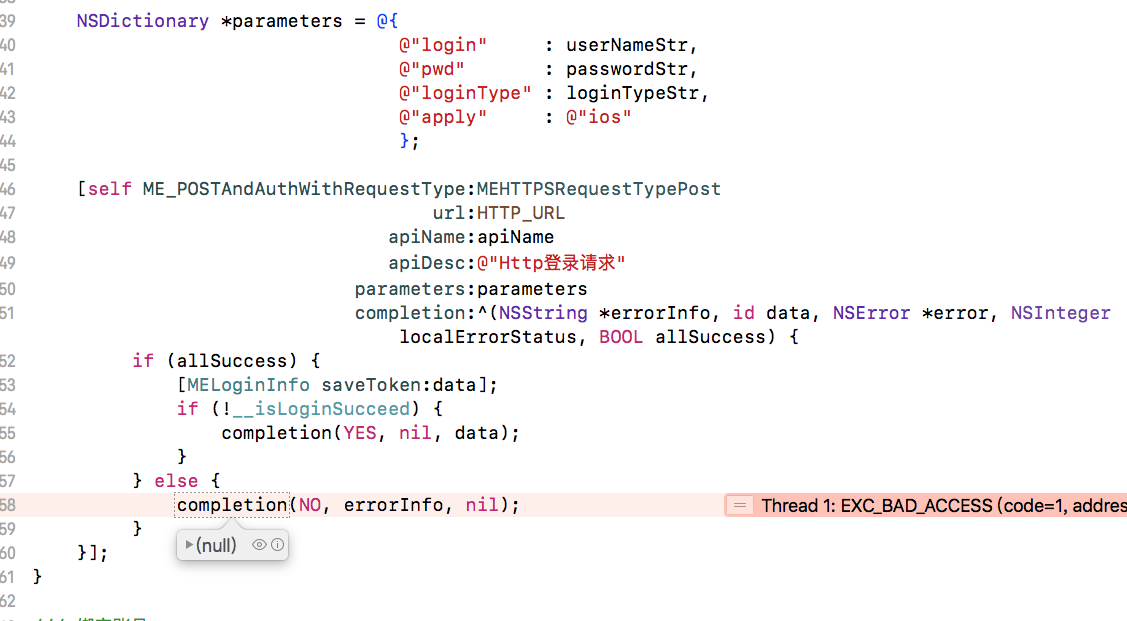 39 NSDictionary *parameters = @{
40 @"login" : userNameStr,
41 @"pwd" : passwordStr,
42 @"loginType" : loginTypeStr,
43 @"apply" : @"ios"
44 };
45
46 [self ME_POSTAndAuthWithRequestType:MEHTTPSRequestTypePost
47 url:HTTP_URL
48 apiName:apiName
49 apiDesc:@"Http登录请求"
50 parameters:parameters
51 completion:^(NSString *errorInfo, id data, NSError *error, NSInteger
localErrorStatus, BOOL allSuccess) {
52 if (allSuccess) {
53 [MELoginInfo saveToken:data];
54 if (!__isLoginSucceed) {
55 completion(YES, nil, data);
56 }
57 } else {
58 completion(NO, errorInfo, nil); Thread 1: EXC_BAD_ACCESS (code=1, addres
59 }
(null)
60 }];
61 }
62